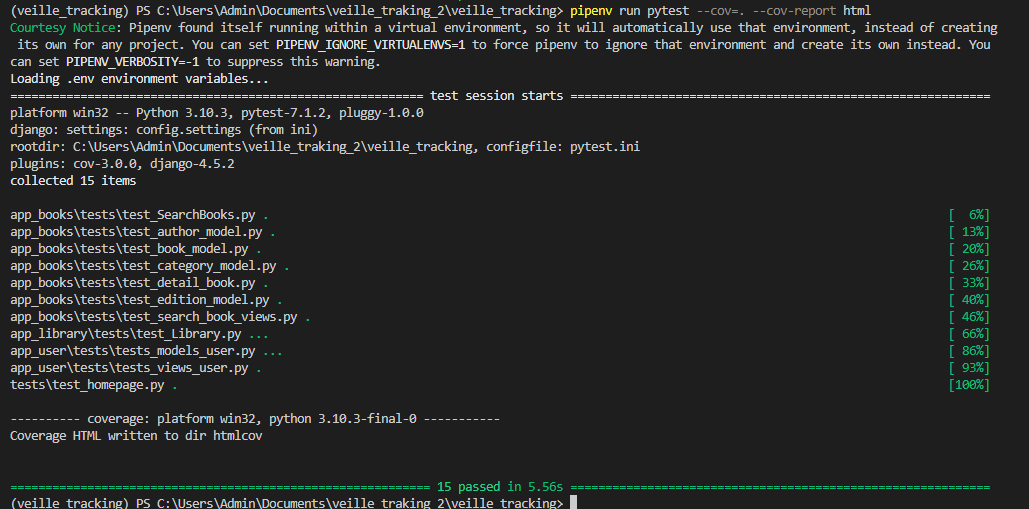 (veille_tracking) PS C:\Users\Admin\Documents\veille_traking_2\veille_tracking> pipenv run pytest --cov=. --cov-report html
Courtesy Notice: Pipenv found itself running within a virtual environment, so it will automatically use that environment, instead of creating
its own for any project. You can set PIPENV_IGNORE_VIRTUALENVS=1 to force pipenv to ignore that environment and create its own instead. You
can set PIPENV_VERBOSITY=-1 to suppress this warning.
Loading .env environment variables...
=========================================================== test session starts ============================================================
platform win32 -- Python 3.10.3, pytest-7.1.2, pluggy-1.0.0
django: settings: config.settings (from ini)
rootdir: C:\Users\Admin\Documents\veille_traking_2\veille_tracking, configfile: pytest.ini
plugins: cov-3.0.0, django-4.5.2
collected 15 items
app_books\tests\test_SearchBooks.py . [  6%]
app_books\tests\test_author_model.py . [ 13%]
app_books\tests\test_book_model.py . [ 20%]
app_books\tests\test_category_model.py . [ 26%]
app_books\tests\test_detail_book.py . [ 33%]
app_books\tests\test_edition_model.py . [ 40%]
app_books\tests\test_search_book_views.py . [ 46%]
app_library\tests\test_Library.py ... [ 66%]
app_user\tests\tests_models_user.py ... [ 86%]
app_user\tests\tests_views_user.py . [ 93%]
tests\test_homepage.py . [100%]
---------- coverage: platform win32, python 3.10.3-final-0 -----------
Coverage HTML written to dir htmlcov
============================================================ 15 passed in 5.56s ============================================================
(veille_tracking) PS C:\Users\Admin\Documents\veille_traking_2\veille_tracking>